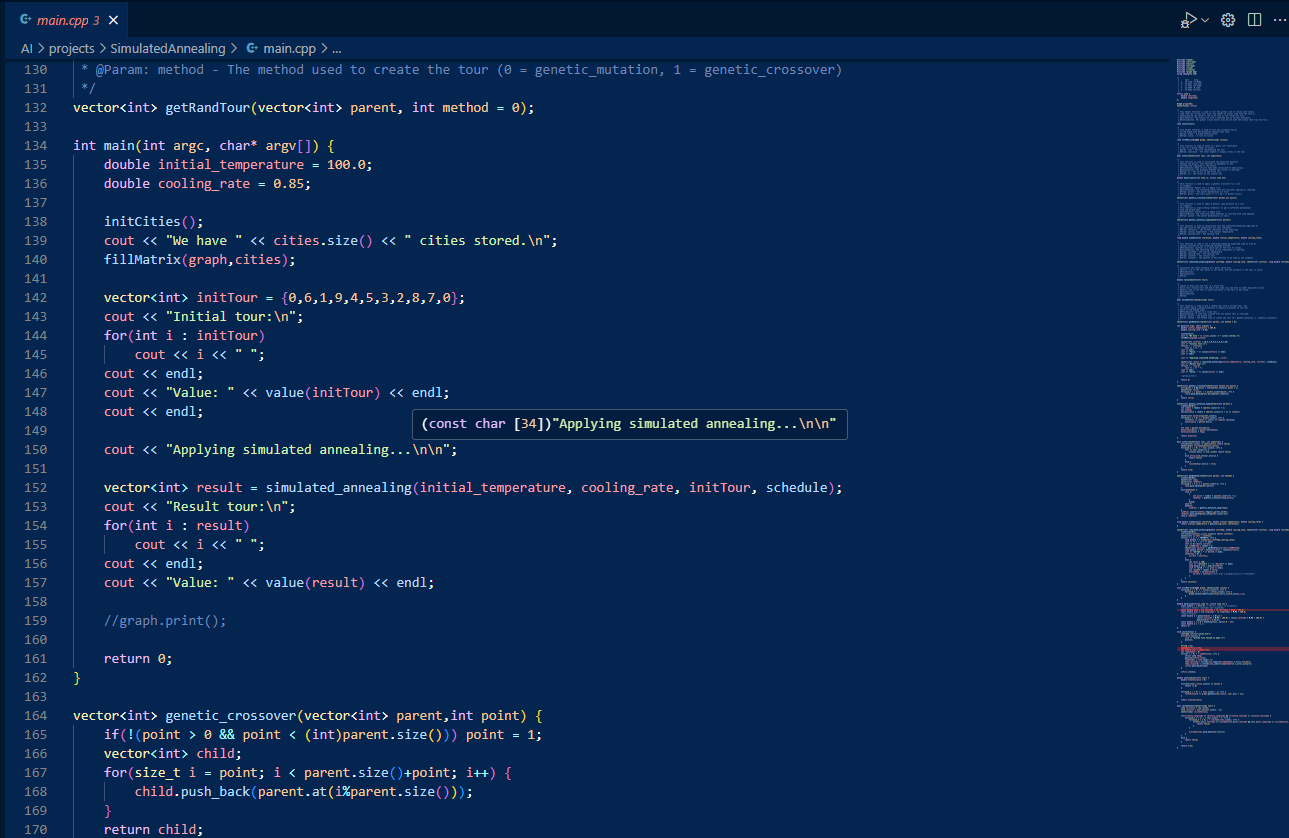 main.cpp 3
AI > projects > SimulatedAnnealing > main.cpp > ...
130 * @Param: method - The method used to create the tour (0 = genetic_mutation, 1 = genetic_crossover)
131 */
132 vector<int> getRandTour(vector<int> parent, int method = 0);
133
134 int main(int argc, char* argv[]) {
135     double initial_temperature = 100.0;
136     double cooling_rate = 0.85;
137
138     initCities();
139     cout << "We have " << cities.size() << " cities stored.\n";
140     fillMatrix(graph,cities);
141
142     vector<int> initTour = {0,6,1,9,4,5,3,2,8,7,0};
143     cout << "Initial tour:\n";
144     for(int i : initTour)
145         cout << i << " ";
146     cout << endl;
147     cout << "Value: " << value(initTour) << endl;
148     cout << endl;
(const char [34])"Applying simulated annealing...\n\n"
149
150     cout << "Applying simulated annealing...\n\n";
151
152     vector<int> result = simulated_annealing(initial_temperature, cooling_rate, initTour, schedule);
153     cout << "Result tour:\n";
154     for(int i : result)
155         cout << i << " ";
156     cout << endl;
157     cout << "Value: " << value(result) << endl;
158
159     //graph.print();
160
161     return 0;
162 }
163
164 vector<int> genetic_crossover(vector<int> parent,int point) {
165     if(!(point > 0 && point < (int)parent.size())) point = 1;
166     vector<int> child;
167     for(size_t i = point; i < parent.size()+point; i++) {
168         child.push_back(parent.at(i%parent.size()));
169     }
170     return child;